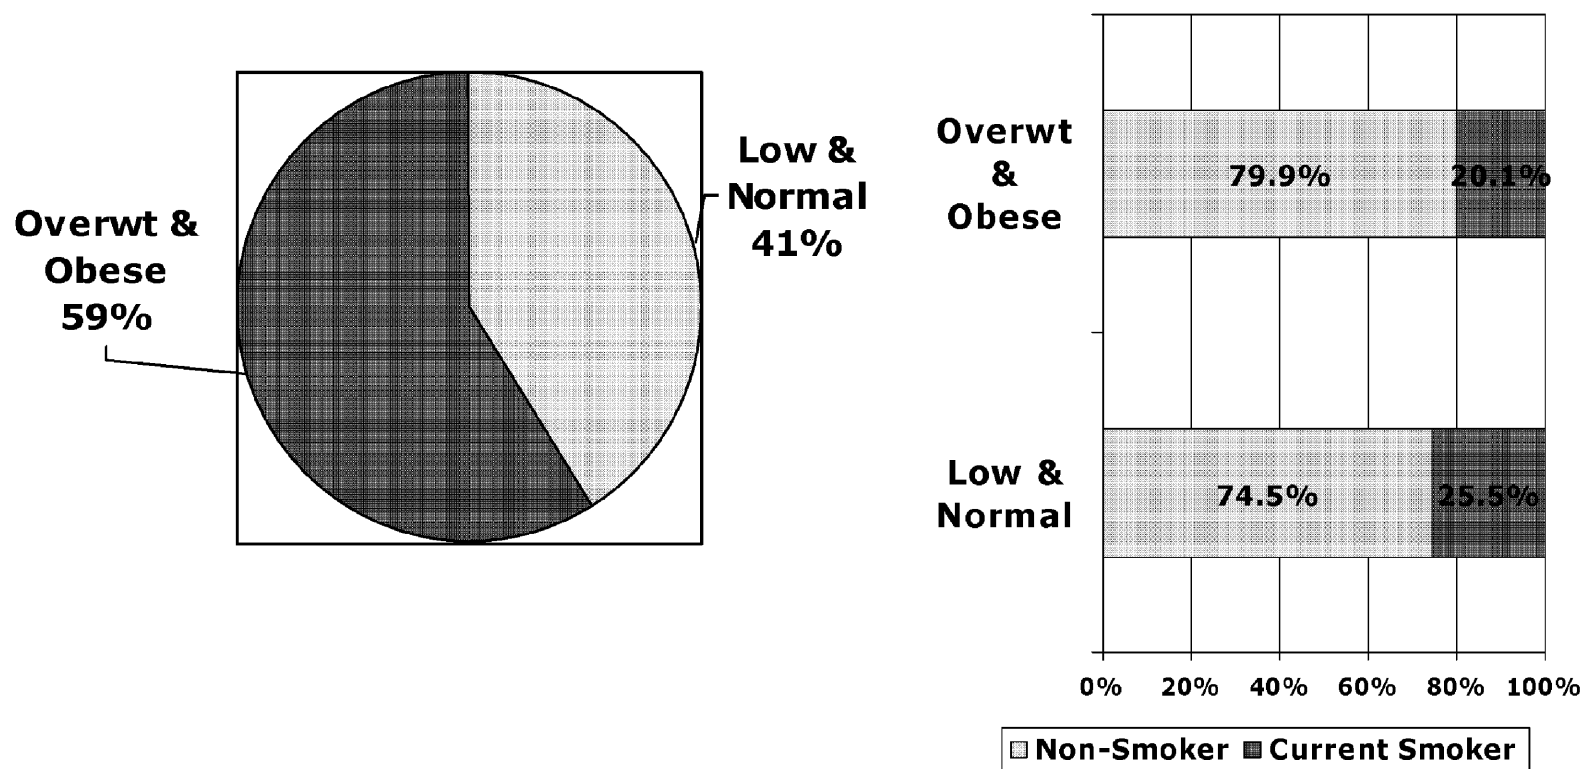 Overwt &
Obese
59%
Low &
Normal
41%
Overwt
&
Obese
79.9%
20.1%
Low &
Normal
74.5%
25.5%
0% 20% 40% 60% 80% 100%
Non-Smoker Current Smoker